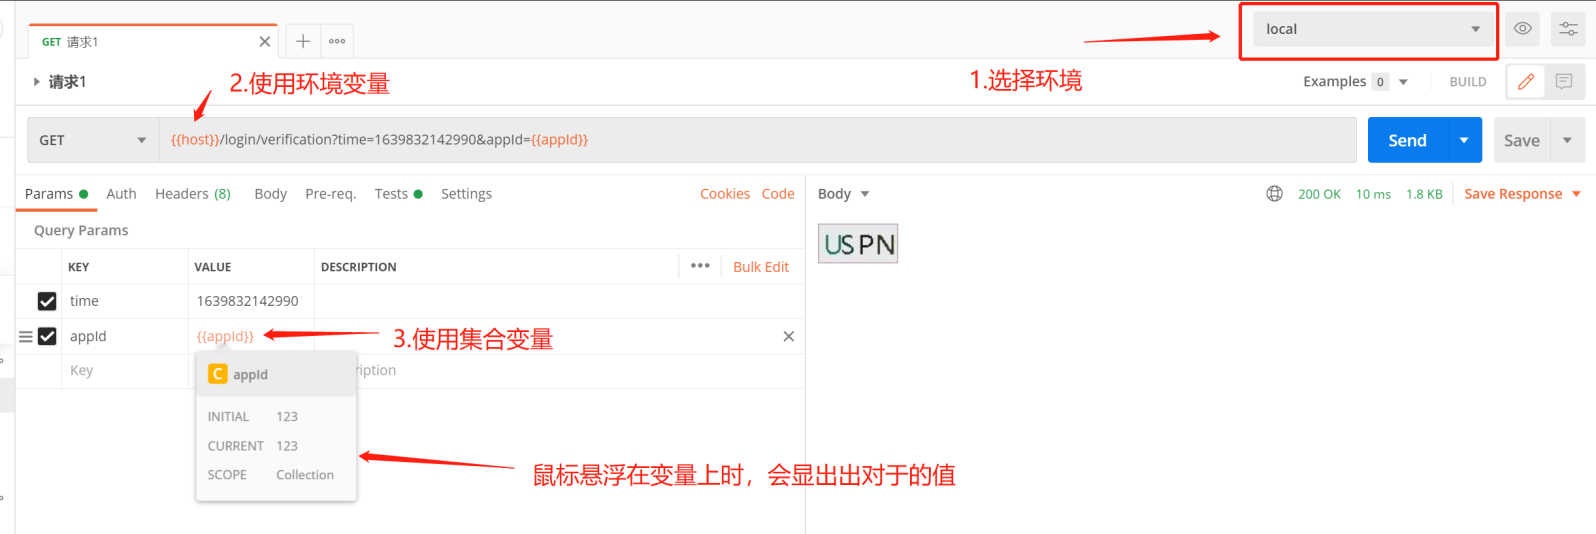 GET 请求1
local
请求1
2.使用环境变量
1.选择环境
Examples 0
BUILD
GET
{{host}}/login/verification?time=1639832142990&appId={{appId}}
Send
Save
Params Auth Headers (8) Body Pre-req. Tests Settings Cookies Code
Body
200 OK 10 ms 1.8 KB Save Response
Query Params
USPN
KEY VALUE DESCRIPTION Bulk Edit
time 1639832142990
appId {{appId}}
3.使用集合变量
Key
ription
C appId
INITIAL 123
CURRENT 123
SCOPE Collection
鼠标悬浮在变量上时，会显出出对于的值